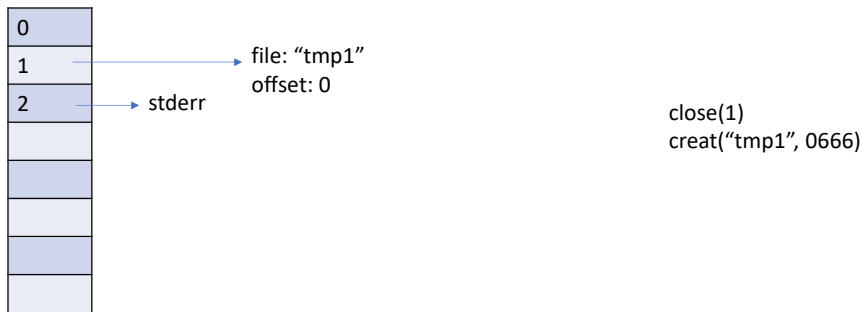 0
1
file: “tmp1”
offset: 0
2
stderr
close(1)
creat(“tmp1”, 0666)